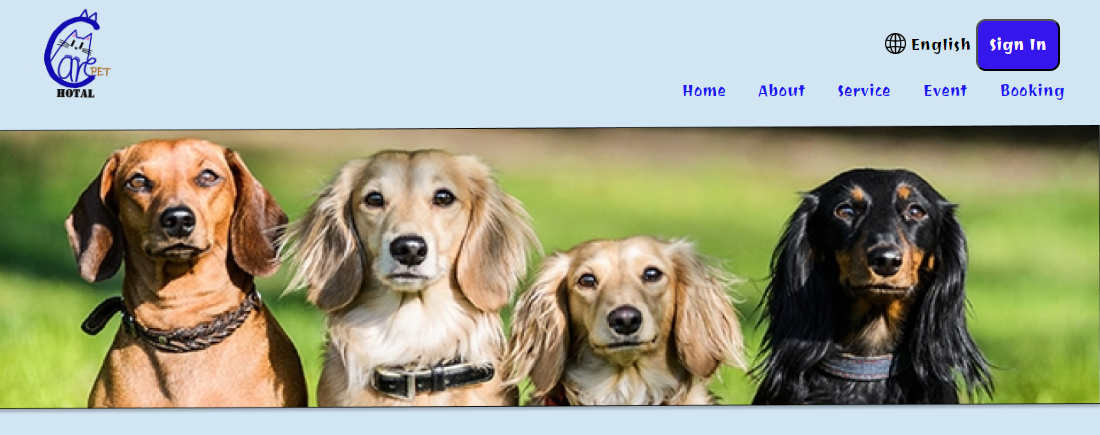 Care
PET
HOTAL
English
Sign In
Home About Service Event Booking